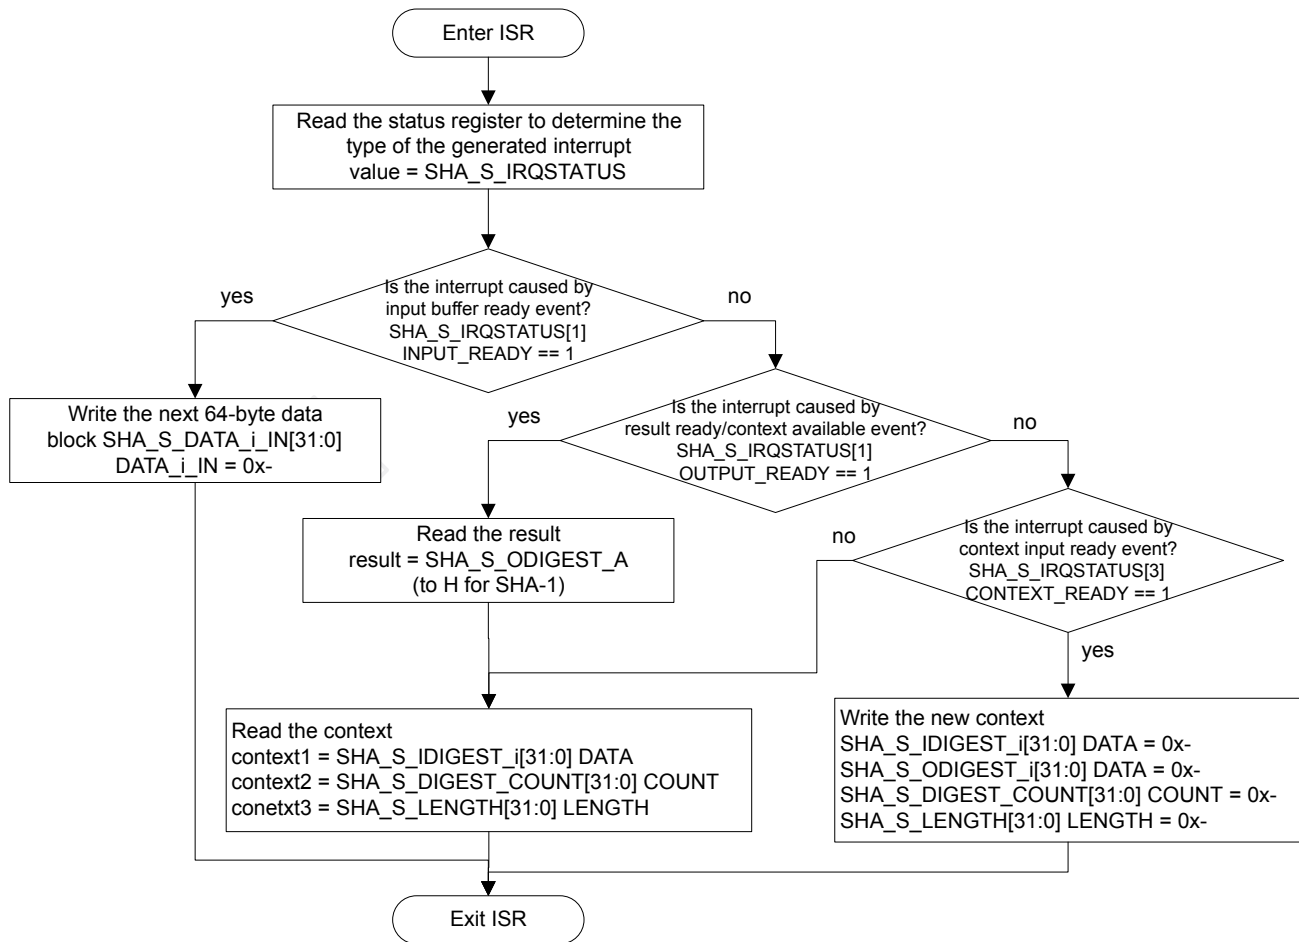 Enter ISR
Read the status register to determine the
type of the generated interrupt
value = SHA_S_IRQSTATUS
Is the interrupt caused by
input buffer ready event?
SHA_S_IRQSTATUS[1]
INPUT_READY == 1
yes
no
Write the next 64-byte data
block SHA_S_DATA_i_IN[31:0]
DATA_i_IN = 0x-
Is the interrupt caused by
result ready/context available event?
SHA_S_IRQSTATUS[1]
OUTPUT_READY == 1
yes
no
Read the result
result = SHA_S_ODIGEST_A
(to H for SHA-1)
Is the interrupt caused by
context input ready event?
SHA_S_IRQSTATUS[3]
CONTEXT_READY == 1
no
yes
Read the context
context1 = SHA_S_IDIGEST_i[31:0] DATA
context2 = SHA_S_DIGEST_COUNT[31:0] COUNT
conetxt3 = SHA_S_LENGTH[31:0] LENGTH
Write the new context
SHA_S_IDIGEST_i[31:0] DATA = 0x-
SHA_S_ODIGEST_i[31:0] DATA = 0x-
SHA_S_DIGEST_COUNT[31:0] COUNT = 0x-
SHA_S_LENGTH[31:0] LENGTH = 0x-
Exit ISR